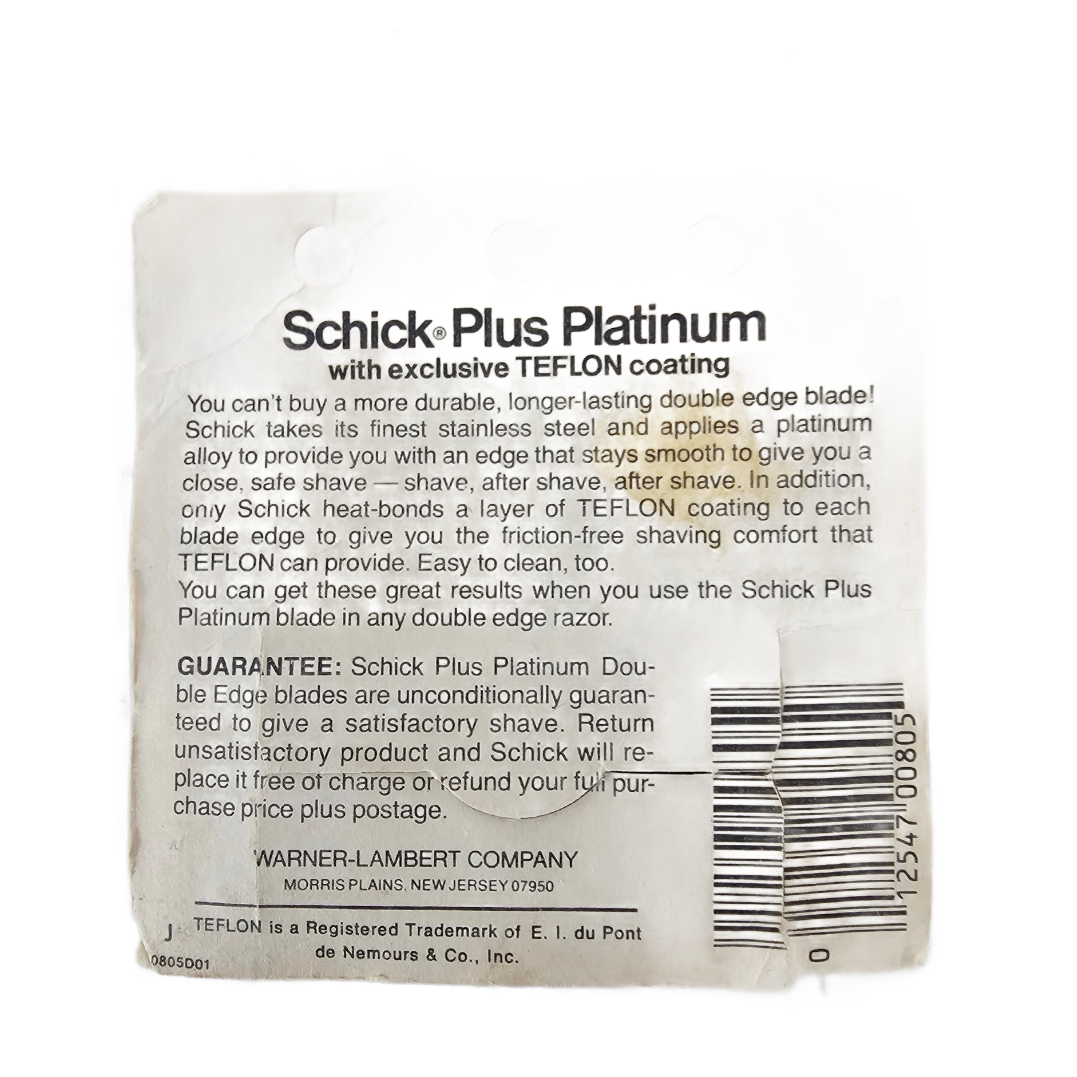 Schick® Plus Platinum
with exclusive TEFLON coating
You can't buy a more durable, longer-lasting double edge blade!
Schick takes its finest stainless steel and applies a platinum
alloy to provide you with an edge that stays smooth to give you a
close, safe shave — shave, after shave, after shave. In addition,
only Schick heat-bonds a layer of TEFLON coating to each
blade edge to give you the friction-free shaving comfort that
TEFLON can provide. Easy to clean, too.
You can get these great results when you use the Schick Plus
Platinum blade in any double edge razor.
GUARANTEE: Schick Plus Platinum Dou-
ble Edge blades are unconditionally guaran-
teed to give a satisfactory shave. Return
unsatisfactory product and Schick will re-
place it free of charge or refund your full pur-
chase price plus postage.
WARNER-LAMBERT COMPANY
MORRIS PLAINS, NEW JERSEY 07950
J TEFLON is a Registered Trademark of E. I. du Pont
de Nemours & Co., Inc.
0805D01
0 12547 00805